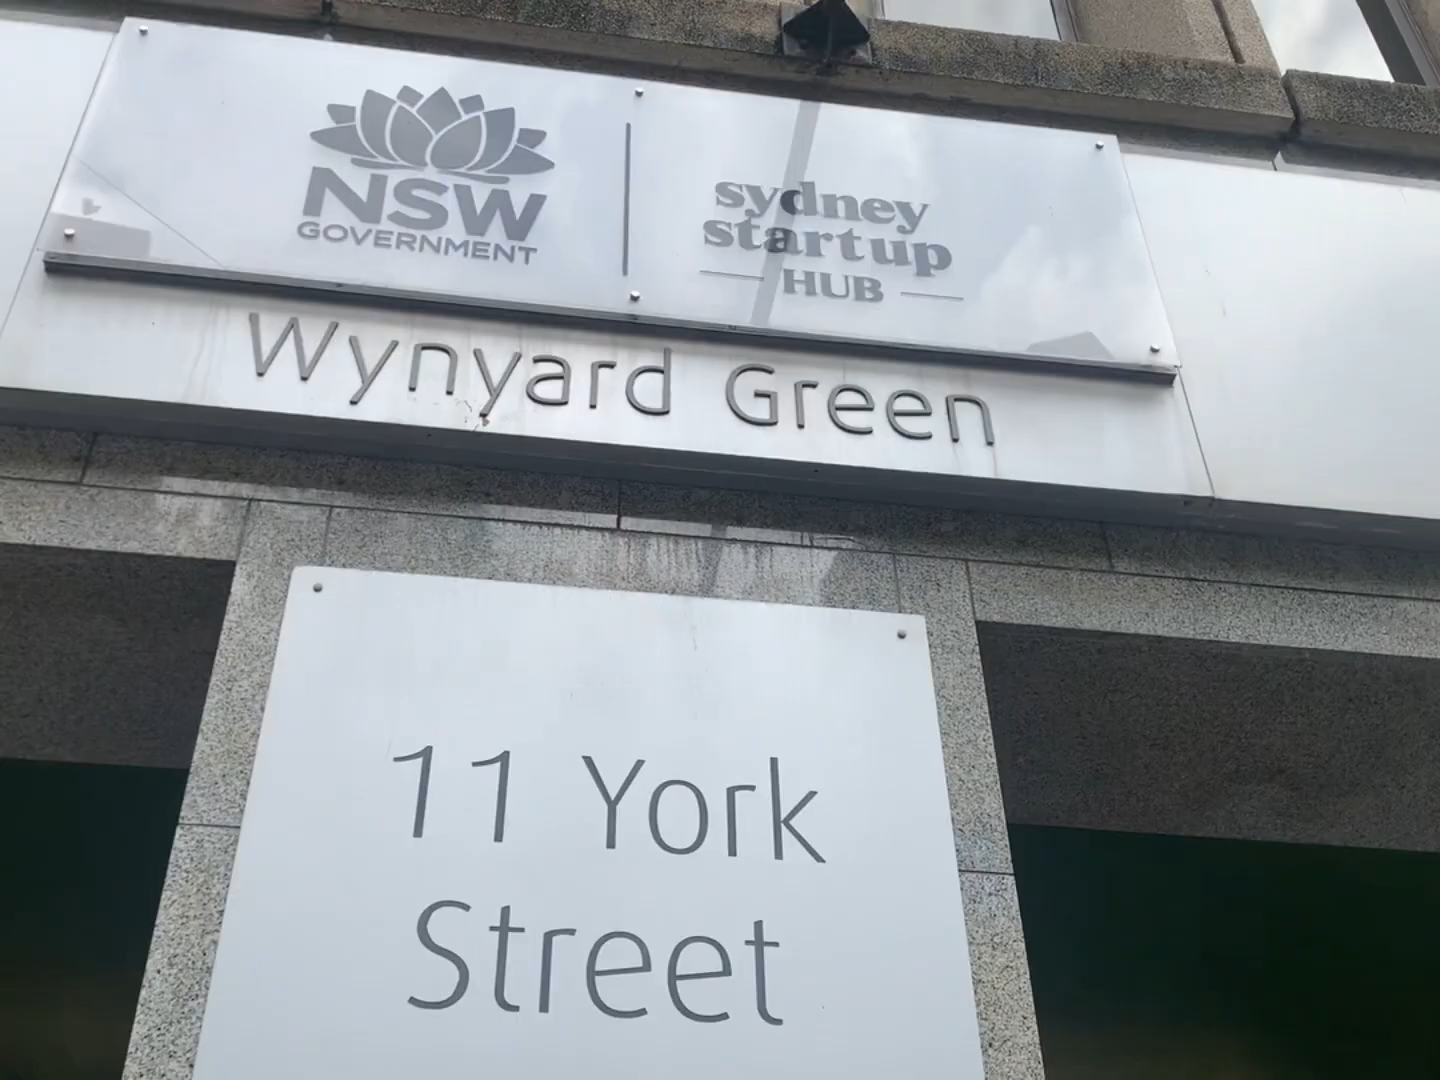 NSW
GOVERNMENT
sydney
startup
HUB
Wynyard Green
11 York
Street